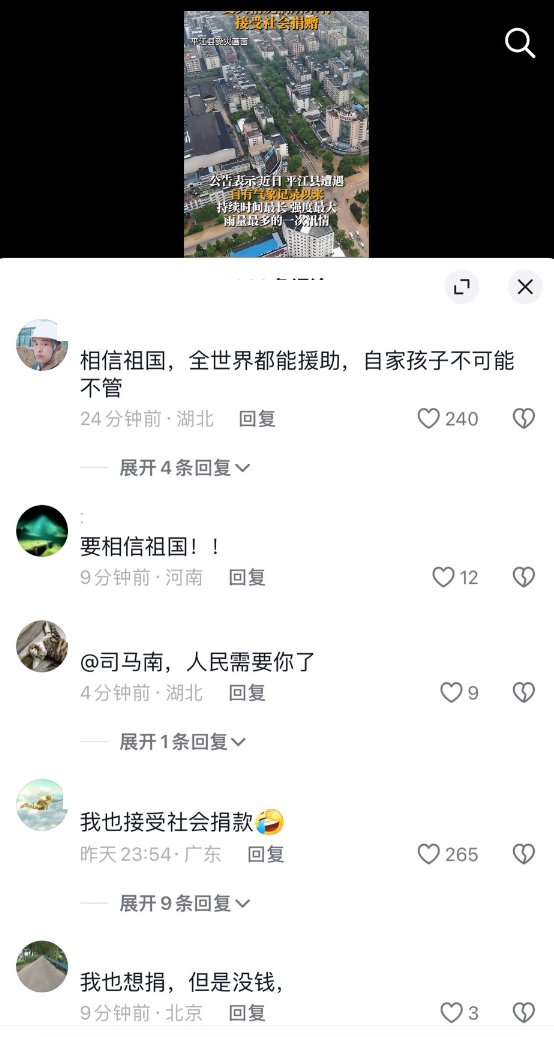 接受社会捐赠
公告表示 近日 平江县遭遇
自有气象记录以来
持续时间最长 强度最大
雨量最多的一次汛情
相信祖国，全世界都能援助，自家孩子不可能
不管
24分钟前 · 湖北 回复 240
展开4条回复
:
要相信祖国！！
9分钟前 · 河南 回复 12
@司马南，人民需要你了
4分钟前 · 湖北 回复 9
展开1条回复
我也接受社会捐款🤣
昨天23:54 · 广东 回复 265
展开9条回复
我也想捐，但是没钱，
9分钟前 · 北京 回复 3